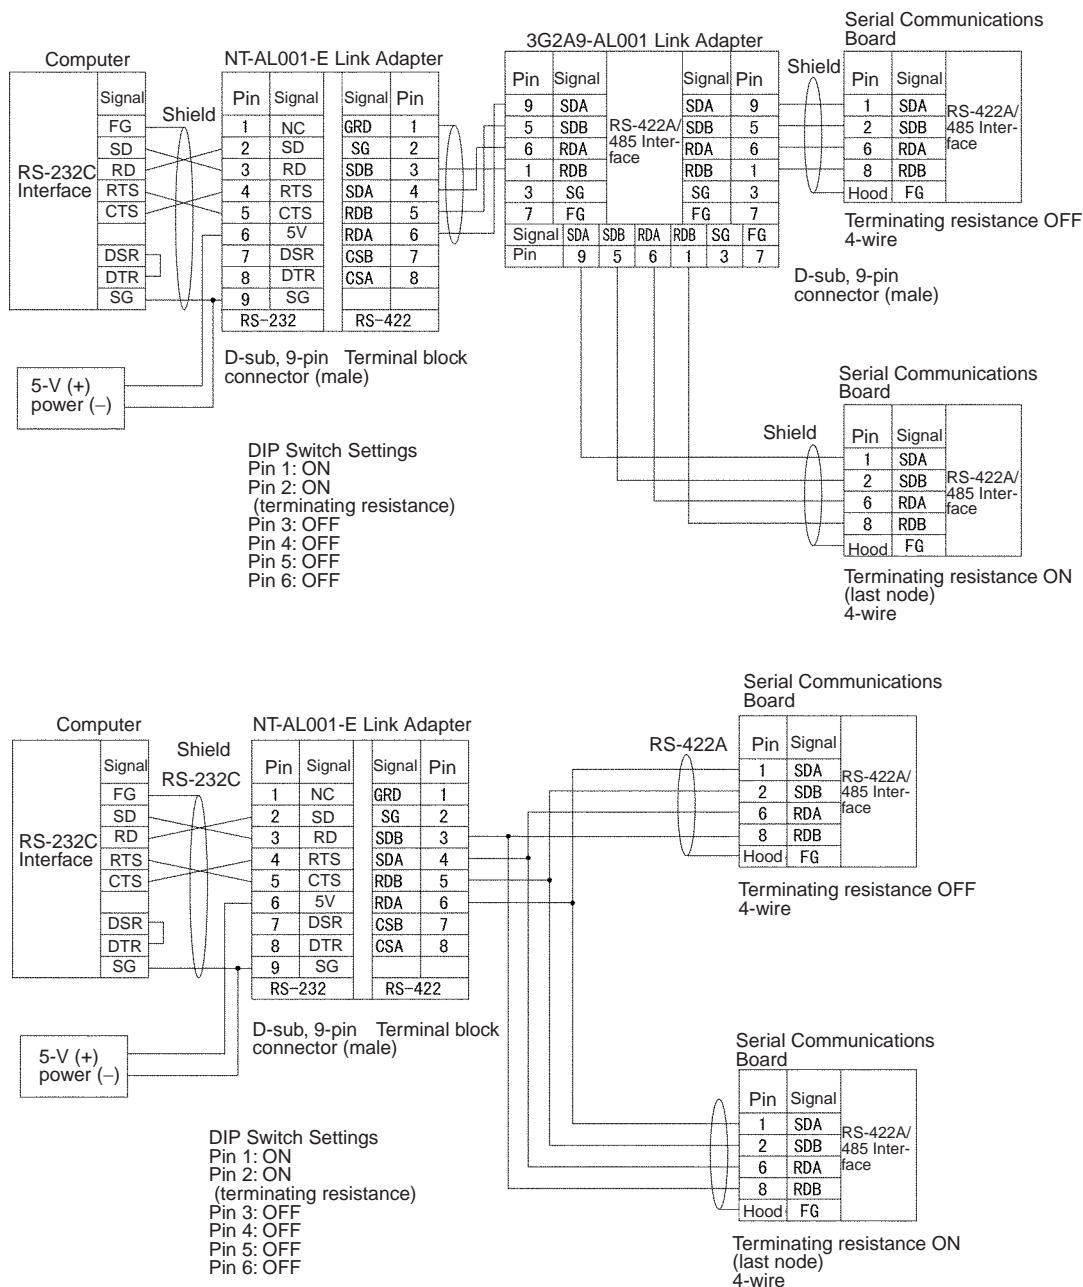 Computer
Signal
FG
SD
RD
RTS
CTS
DSR
DTR
SG
RS-232C
Interface
Shield
5-V (+)
power (–)
NT-AL001-E Link Adapter
Pin Signal Signal Pin
1 NC GRD 1
2 SD SG 2
3 RD SDB 3
4 RTS SDA 4
5 CTS RDB 5
6 5V RDA 6
7 DSR CSB 7
8 DTR CSA 8
9 SG
RS-232 RS-422
D-sub, 9-pin Terminal block
connector (male)
DIP Switch Settings
Pin 1: ON
Pin 2: ON
(terminating resistance)
Pin 3: OFF
Pin 4: OFF
Pin 5: OFF
Pin 6: OFF
3G2A9-AL001 Link Adapter
Pin Signal Signal Pin
9 SDA SDA 9
5 SDB SDB 5
6 RDA RDA 6
1 RDB RDB 1
3 SG SG 3
7 FG FG 7
RS-422A/
485 Inter-
face
Signal SDA SDB RDA RDB SG FG
Pin 9 5 6 1 3 7
Shield
Serial Communications
Board
Pin Signal
1 SDA
2 SDB
6 RDA
8 RDB
Hood FG
RS-422A/
485 Inter-
face
Terminating resistance OFF
4-wire
D-sub, 9-pin
connector (male)
Serial Communications
Board
Shield
Pin Signal
1 SDA
2 SDB
6 RDA
8 RDB
Hood FG
RS-422A/
485 Inter-
face
Terminating resistance ON
(last node)
4-wire
Computer
Signal
FG
SD
RD
RTS
CTS
DSR
DTR
SG
RS-232C
Interface
Shield
RS-232C
5-V (+)
power (–)
NT-AL001-E Link Adapter
Pin Signal Signal Pin
1 NC GRD 1
2 SD SG 2
3 RD SDB 3
4 RTS SDA 4
5 CTS RDB 5
6 5V RDA 6
7 DSR CSB 7
8 DTR CSA 8
9 SG
RS-232 RS-422
D-sub, 9-pin Terminal block
connector (male)
DIP Switch Settings
Pin 1: ON
Pin 2: ON
(terminating resistance)
Pin 3: OFF
Pin 4: OFF
Pin 5: OFF
Pin 6: OFF
Serial Communications
Board
RS-422A
Pin Signal
1 SDA
2 SDB
6 RDA
8 RDB
Hood FG
RS-422A/
485 Inter-
face
Terminating resistance OFF
4-wire
Serial Communications
Board
Pin Signal
1 SDA
2 SDB
6 RDA
8 RDB
Hood FG
RS-422A/
485 Inter-
face
Terminating resistance ON
(last node)
4-wire